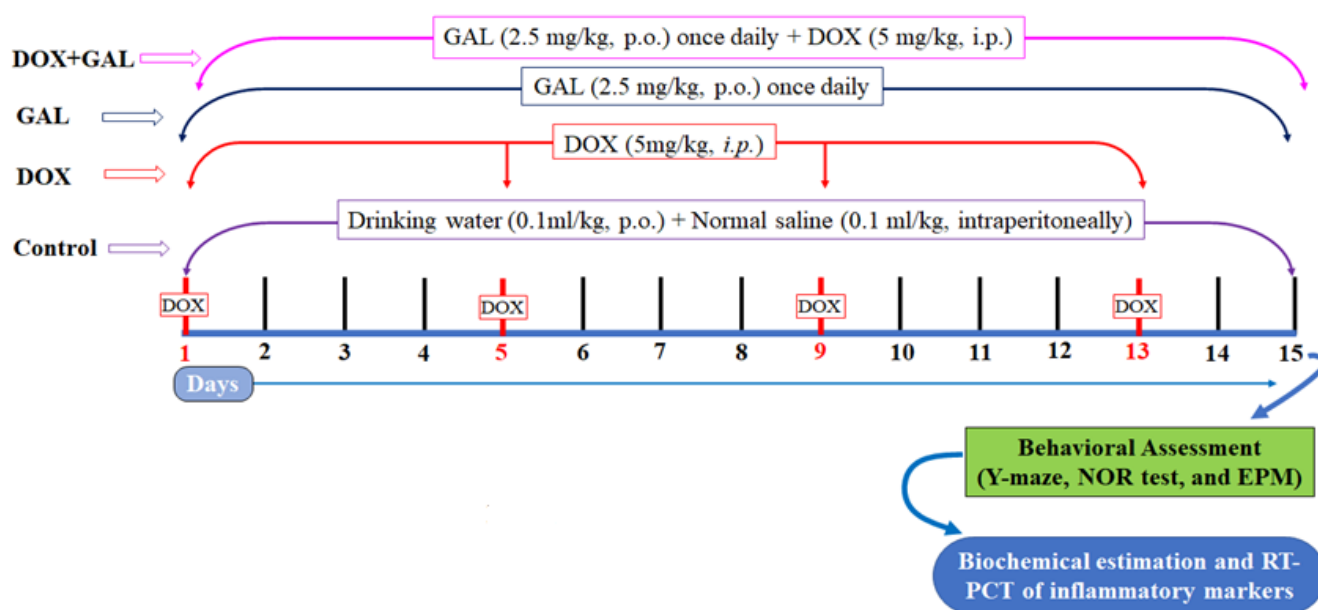 GAL (2.5 mg/kg, p.o.) once daily + DOX (5 mg/kg, i.p.)
DOX+GAL
GAL (2.5 mg/kg, p.o.) once daily
GAL
DOX (5mg/kg, i.p.)
DOX
Drinking water (0.1ml/kg, p.o.) + Normal saline (0.1 ml/kg, intraperitoneally)
Control
DOX DOX DOX DOX
1 2 3 4 5 6 7 8 9 10 11 12 13 14 15
Days
Behavioral Assessment
(Y-maze, NOR test, and EPM)
Biochemical estimation and RT-
PCT of inflammatory markers